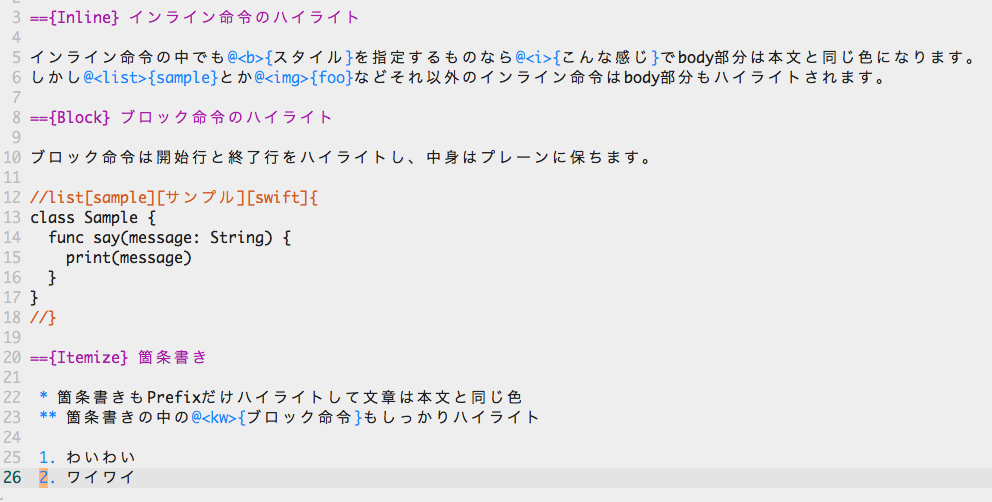 3 =={Inline} インライン命令のハイライト
4
5 インライン命令の中でも@<b>{スタイル}を指定するものなら@<i>{こんな感じ}でbody部分は本文と同じ色になります。
6 しかし@<list>{sample}とか@<img>{foo}などそれ以外のインライン命令はbody部分もハイライトされます。
7
8 =={Block} ブロック命令のハイライト
9
10 ブロック命令は開始行と終了行をハイライトし、中身はプレーンに保ちます。
11
12 //list[sample][サンプル][swift]{
13 class Sample {
14   func say(message: String) {
15     print(message)
16   }
17 }
18 //}
19
20 =={Itemize} 箇条書き
21
22  * 箇条書きもPrefixだけハイライトして文章は本文と同じ色
23  ** 箇条書きの中の@<kw>{ブロック命令}もしっかりハイライト
24
25  1. わいわい
26  2. ワイワイ